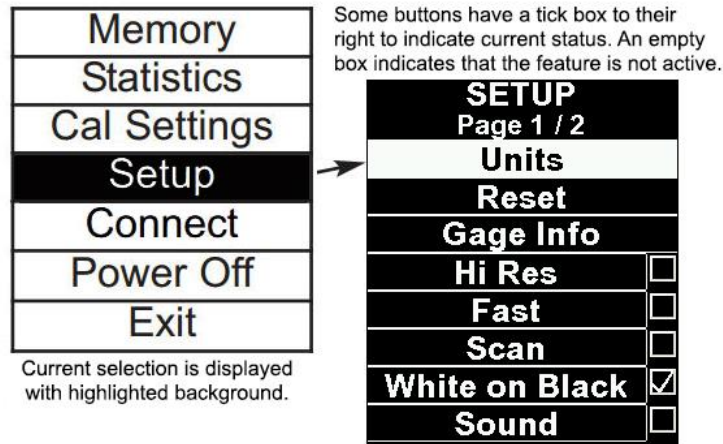 Memory
Statistics
Cal Settings
Setup
Connect
Power Off
Exit
Current selection is displayed
with highlighted background.
Some buttons have a tick box to their
right to indicate current status. An empty
box indicates that the feature is not active.
SETUP
Page 1 / 2
Units
Reset
Gage Info
Hi Res
Fast
Scan
White on Black
Sound